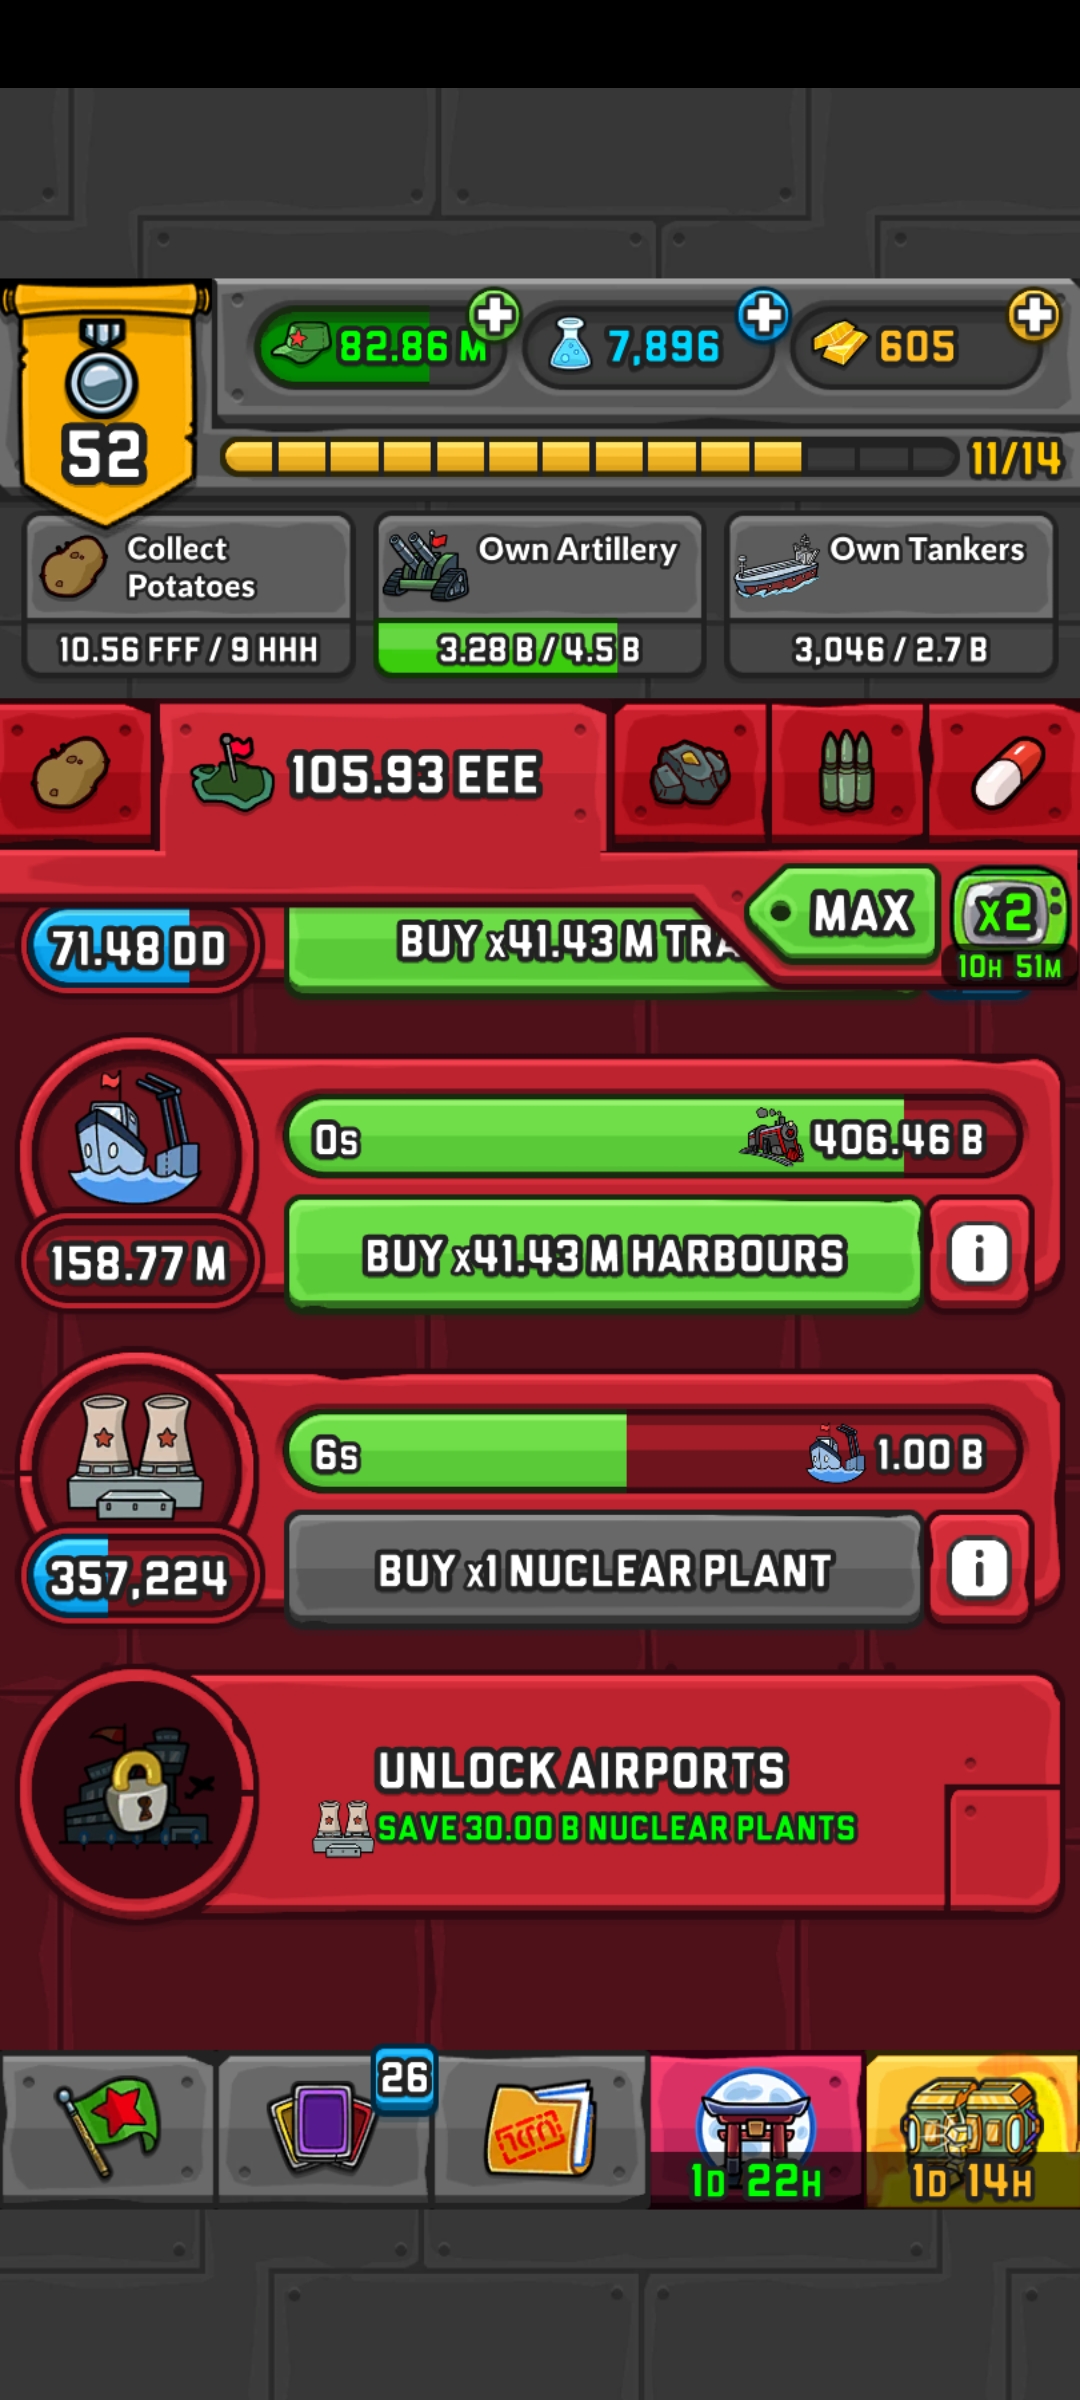 82.86 M
7,896
605
52
11/14
Collect
Potatoes
10.56 FFF / 9 HHH
Own Artillery
3.28 B / 4.5 B
Own Tankers
3,046 / 2.7 B
105.93 EEE
MAX
x2
10H 51M
71.48 DD
BUY x41.43 M TRA
0s
406.46 B
158.77 M
BUY x41.43 M HARBOURS
i
6s
1.00 B
357,224
BUY x1 NUCLEAR PLANT
i
UNLOCK AIRPORTS
SAVE 30.00 B NUCLEAR PLANTS
26
1D 22H
1D 14H